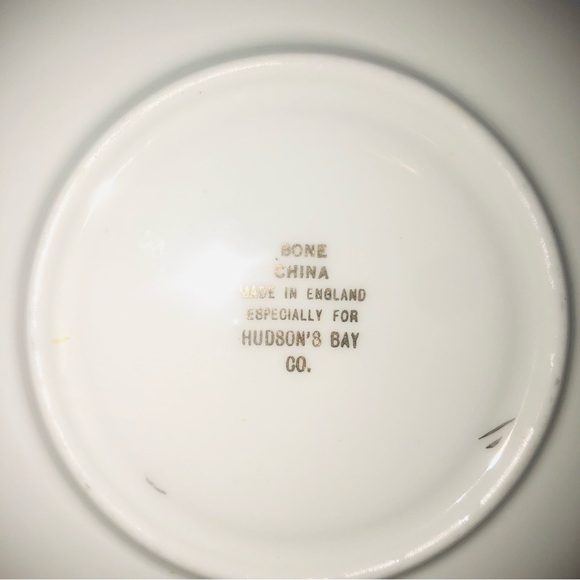 BONE
CHINA
MADE IN ENGLAND
ESPECIALLY FOR
HUDSON'S BAY
CO.